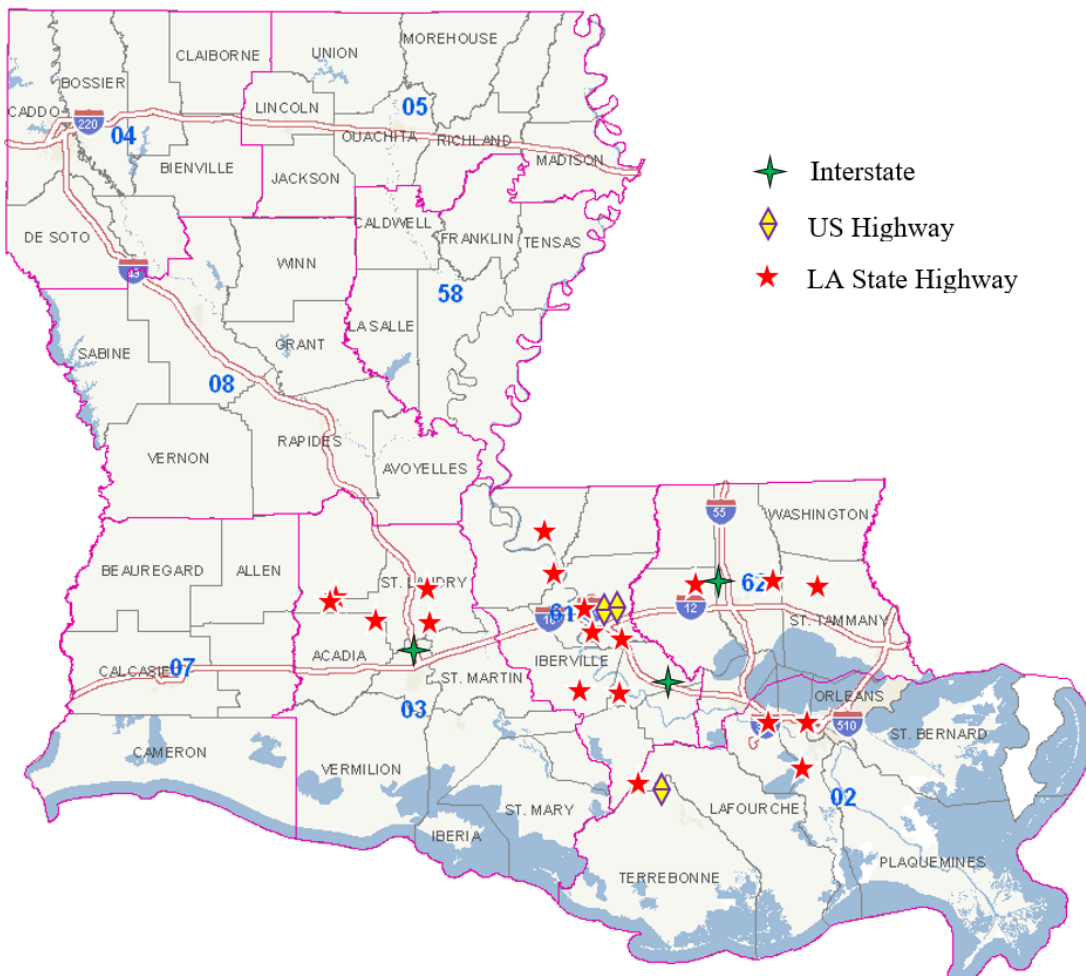 MOREHOUSE
UNION
CLAIBORNE
BOSSIER
LINCOLN
05
CADDO
220
04
OUACHITA
RICHLAND
MADISON
BIENVILLE
JACKSON
Interstate
CALDWELL
US Highway
DE SOTO
FRANKLIN
TENSAS
WINN
49
LA State Highway
58
LA SALLE
GRANT
SABINE
08
RAPIDES
VERNON
AVOYELLES
55
WASHINGTON
BEAUREGARD
ALLEN
ST. LANDRY
62
12
61
10
ST. TAMMANY
ACADIA
IBERVILLE
CALCASIEU
07
ST. MARTIN
ORLEANS
03
510
ST. BERNARD
CAMERON
VERMILION
ST. MARY
LAFOURCHE
02
IBERIA
PLAQUEMINES
TERREBONNE